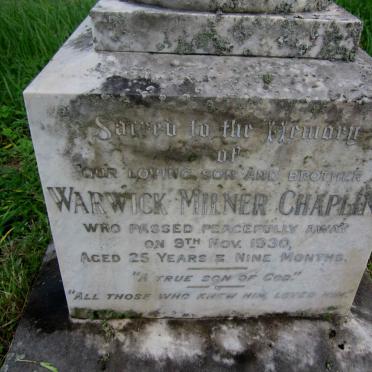 Sacred to the Memory
of
OUR LOVING SON AND BROTHER
WARWICK MILNER CHAPLIN
WHO PASSED PEACEFULLY AWAY
ON 9TH NOV. 1930,
AGED 25 YEARS & NINE MONTHS.
"A TRUE SON OF GOD."
"ALL THOSE WHO KNEW HIM, LOVED HIM.